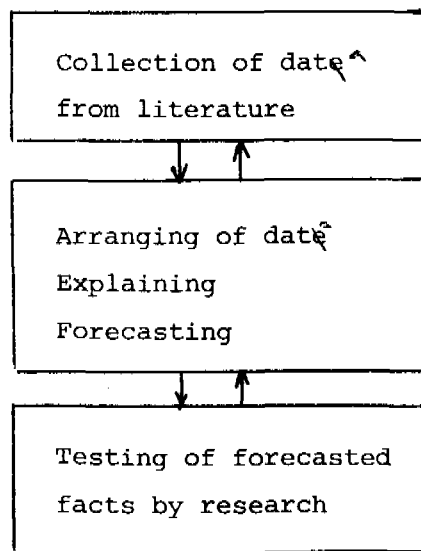 Collection of date
from literature
Arranging of date
Explaining
Forecasting
Testing of forecasted
facts by research